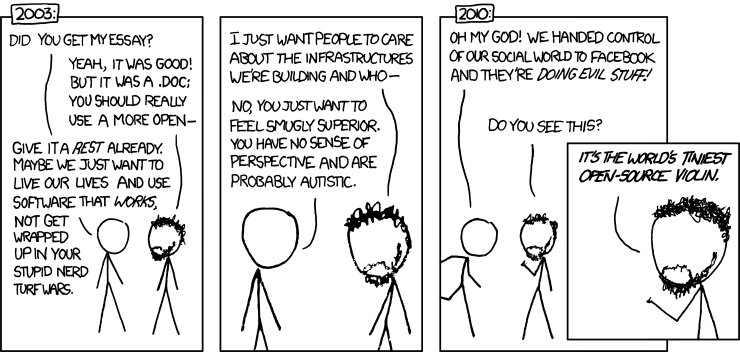 2003:
DID YOU GET MY ESSAY?
YEAH, IT WAS GOOD!
BUT IT WAS A .DOC;
YOU SHOULD REALLY
USE A MORE OPEN—
GIVE IT A REST ALREADY.
MAYBE WE JUST WANT TO
LIVE OUR LIVES AND USE
SOFTWARE THAT WORKS,
NOT GET
WRAPPED
UP IN YOUR
STUPID NERD
TURF WARS.
I JUST WANT PEOPLE TO CARE
ABOUT THE INFRASTRUCTURES
WE'RE BUILDING AND WHO—
NO, YOU JUST WANT TO
FEEL SMUGLY SUPERIOR.
YOU HAVE NO SENSE OF
PERSPECTIVE AND ARE
PROBABLY AUTISTIC.
2010:
OH MY GOD! WE HANDED CONTROL
OF OUR SOCIAL WORLD TO FACEBOOK
AND THEY'RE DOING EVIL STUFF!
DO YOU SEE THIS?
IT'S THE WORLD'S TINIEST
OPEN-SOURCE VIOLIN.